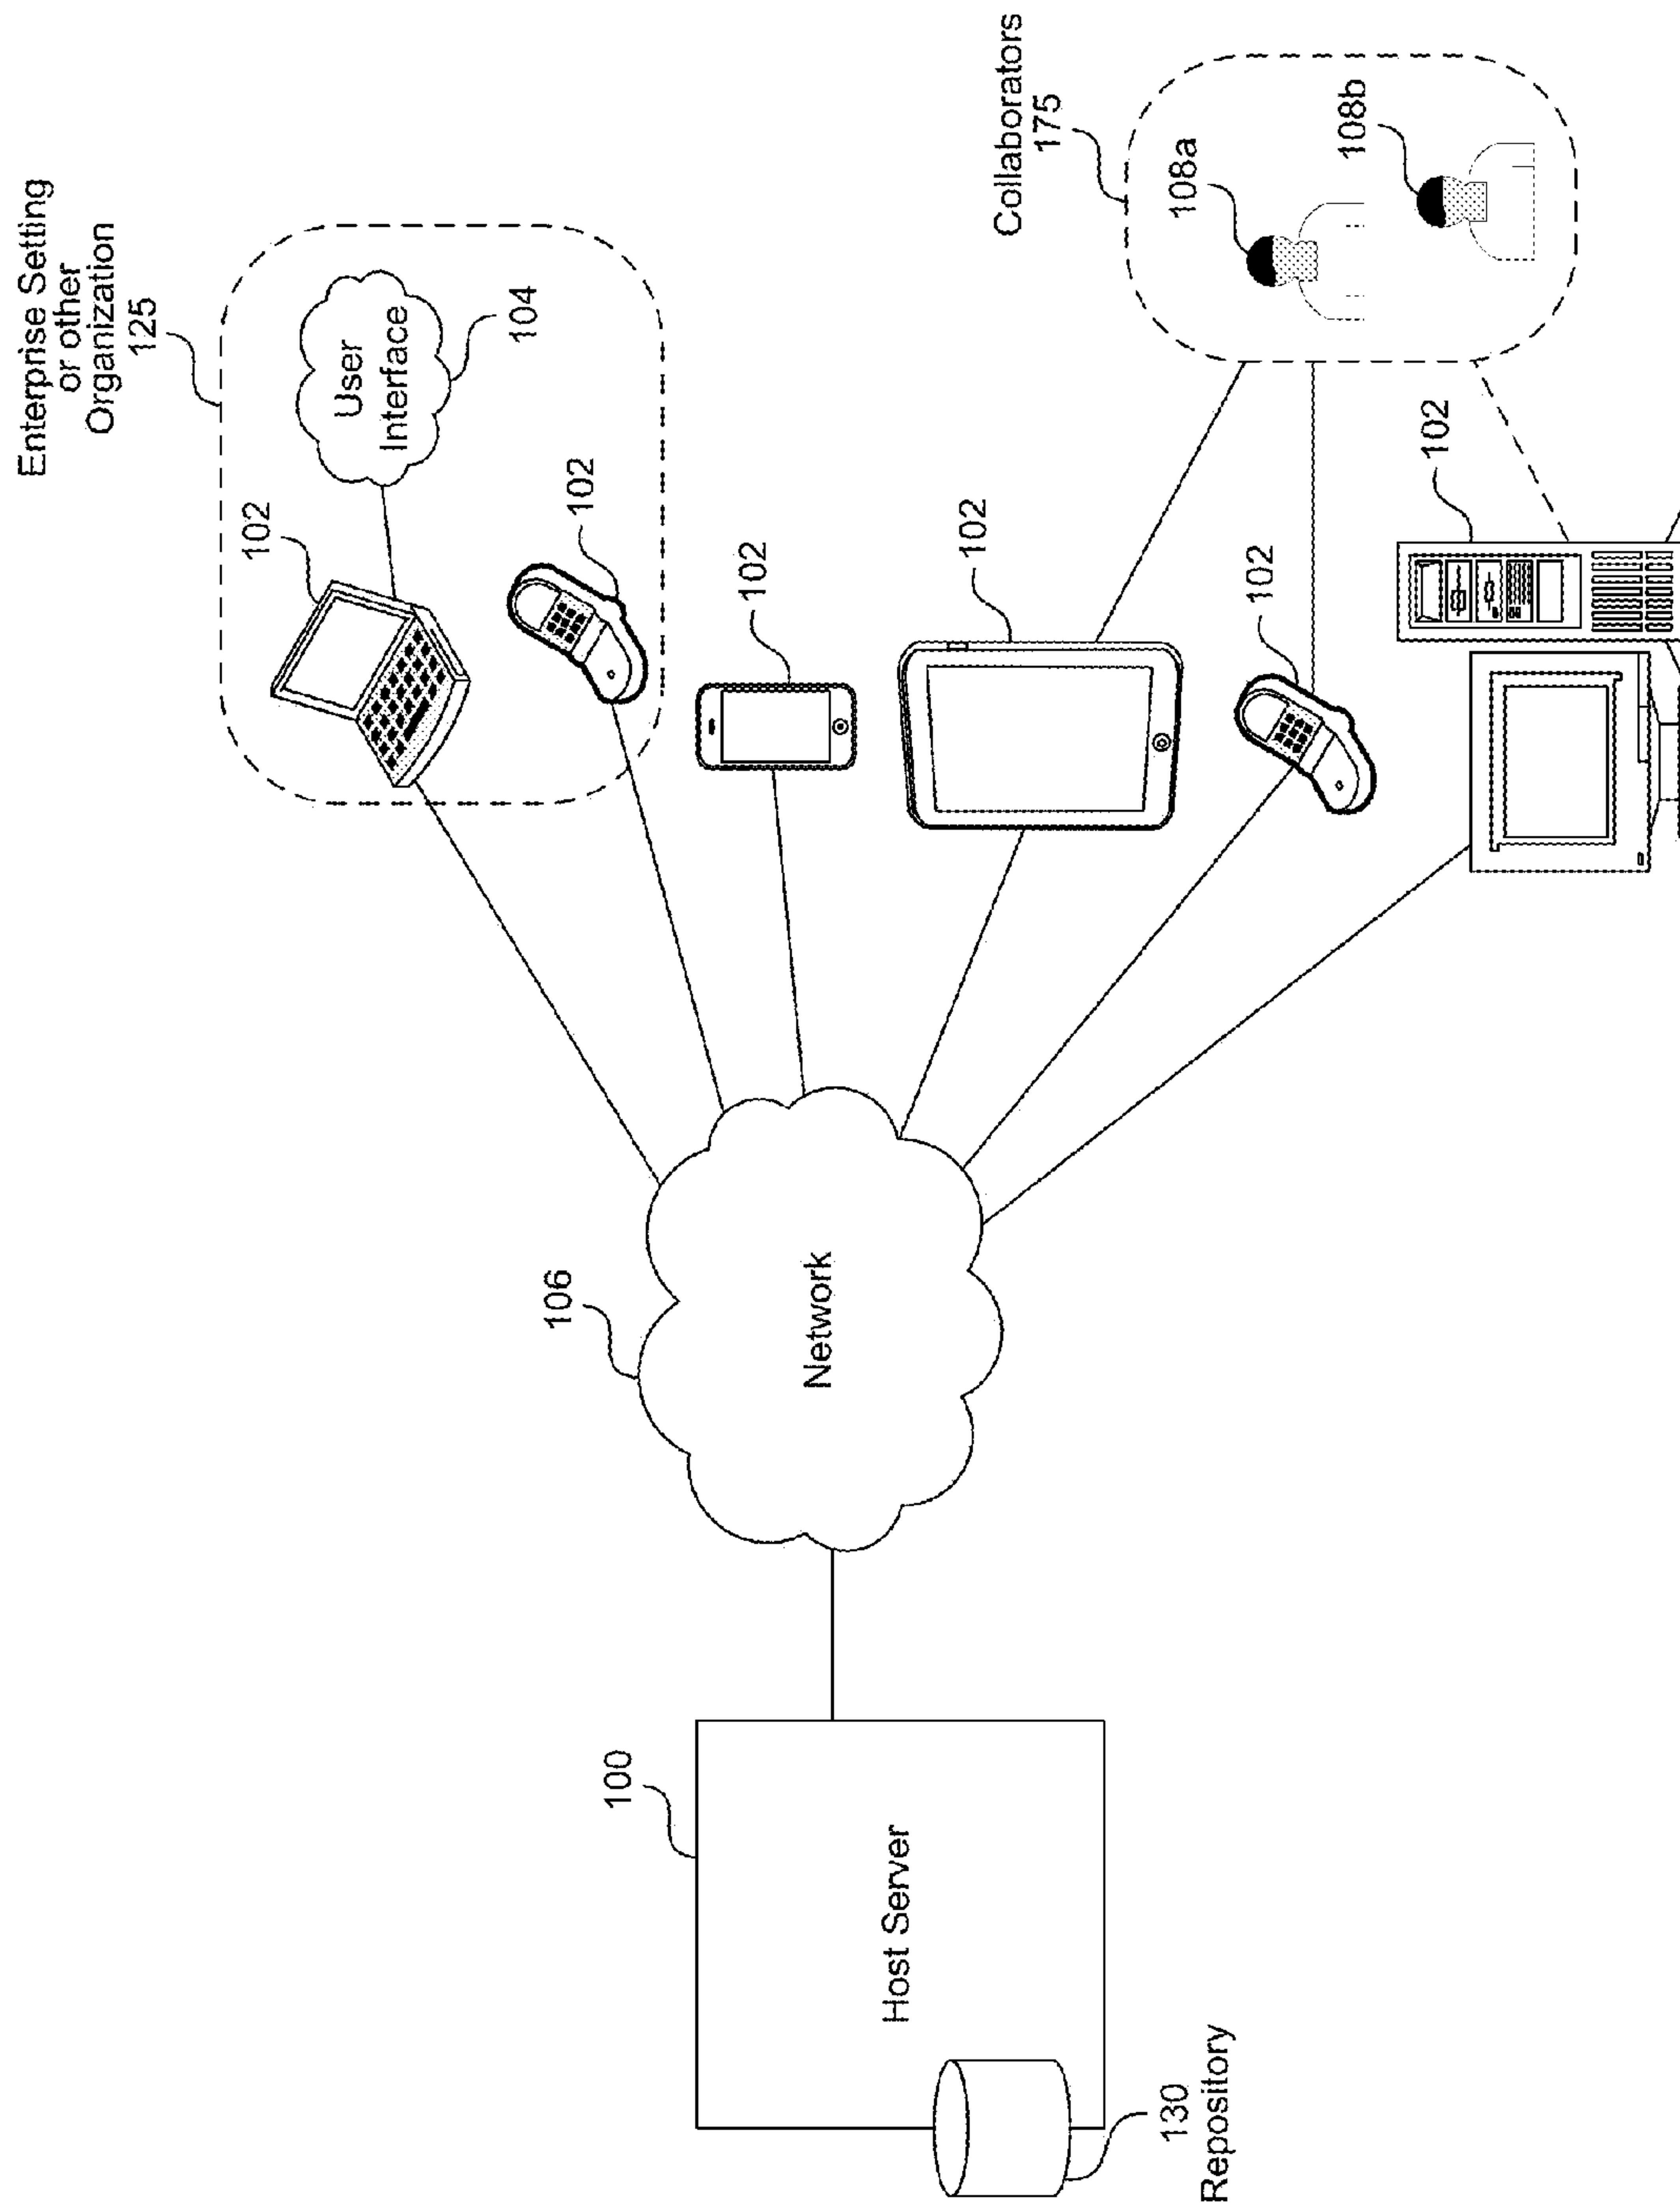 Enterprise Setting
or other
Organization
125
102
User
Interface
104
102
102
102
102
102
Collaborators
175
108a
108b
106
Network
100
Host Server
130
Repository